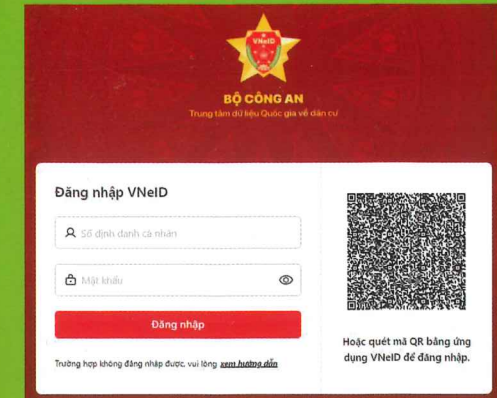 VNeID
BỘ CÔNG AN
Trung tâm dữ liệu Quốc gia về dân cư
Đăng nhập VNeID
Số định danh cá nhân
Mật khẩu
Đăng nhập
Trường hợp không đăng nhập được, vui lòng xem hướng dẫn
Hoặc quét mã QR bằng ứng
dụng VNeID để đăng nhập.